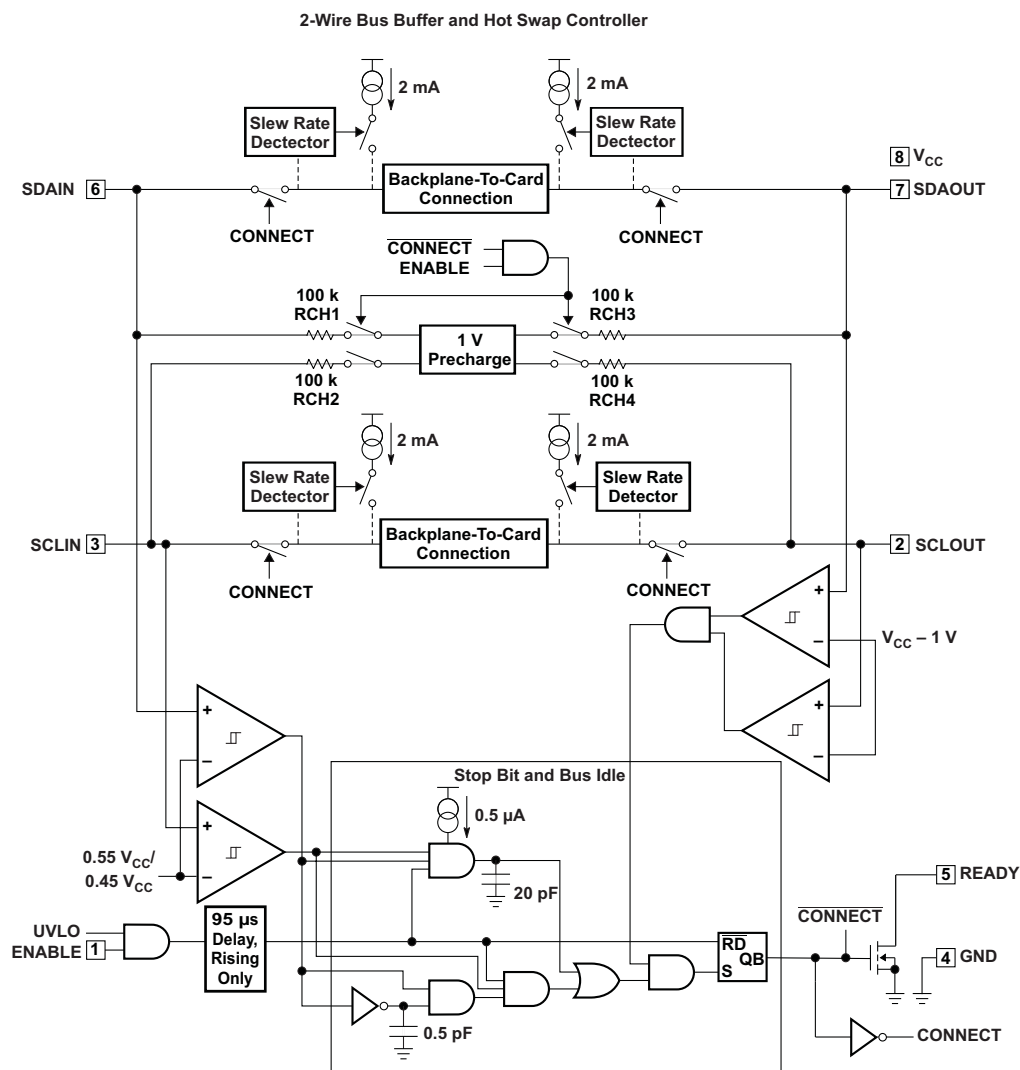 2-Wire Bus Buffer and Hot Swap Controller
2 mA
2 mA
Slew Rate
Dectector
Slew Rate
Dectector
8 VCC
SDAIN 6
Backplane-To-Card
Connection
7 SDAOUT
CONNECT
CONNECT
CONNECT
ENABLE
100 k
RCH1
100 k
RCH3
1 V
Precharge
100 k
RCH2
100 k
RCH4
2 mA
2 mA
Slew Rate
Dectector
Slew Rate
Detector
SCLIN 3
Backplane-To-Card
Connection
2 SCLOUT
CONNECT
CONNECT
+
–
VCC – 1 V
+
–
+
–
Stop Bit and Bus Idle
0.5 µA
+
–
0.55 VCC/
0.45 VCC
20 pF
5 READY
UVLO
ENABLE 1
95 µs
Delay,
Rising
Only
CONNECT
RD
QB
S
4 GND
0.5 pF
CONNECT